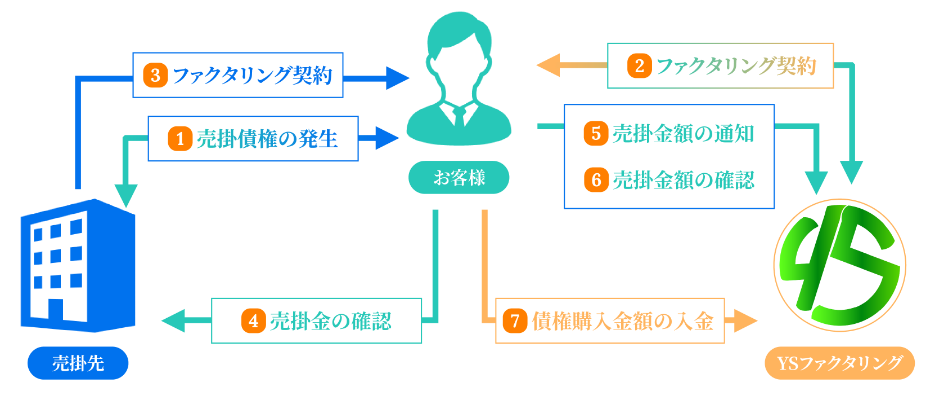 3 ファクタリング契約
2 ファクタリング契約
1 売掛債権の発生
5 売掛金額の通知
6 売掛金額の確認
お客様
4 売掛金の確認
7 債権購入金額の入金
YS
売掛先
YSファクタリング